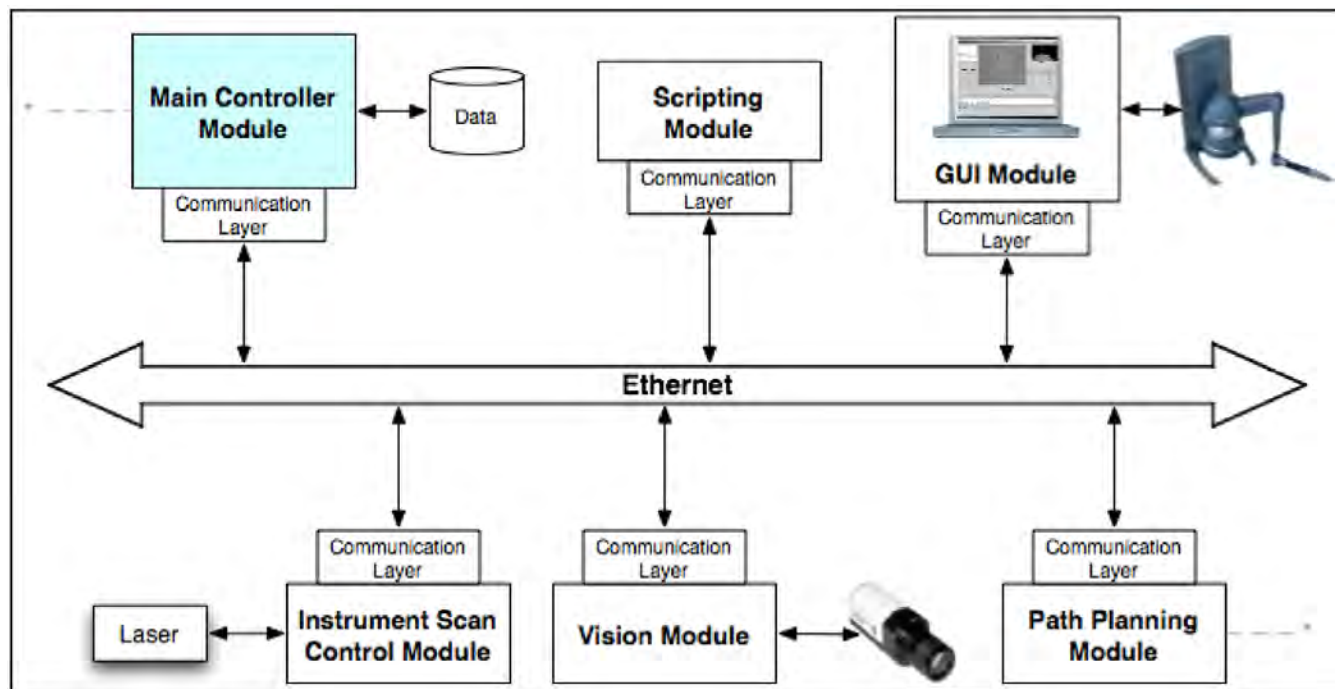 Main Controller
Module
Data
Communication
Layer
Scripting
Module
Communication
Layer
GUI Module
Communication
Layer
Ethernet
Communication
Layer
Instrument Scan
Control Module
Laser
Communication
Layer
Vision Module
Communication
Layer
Path Planning
Module